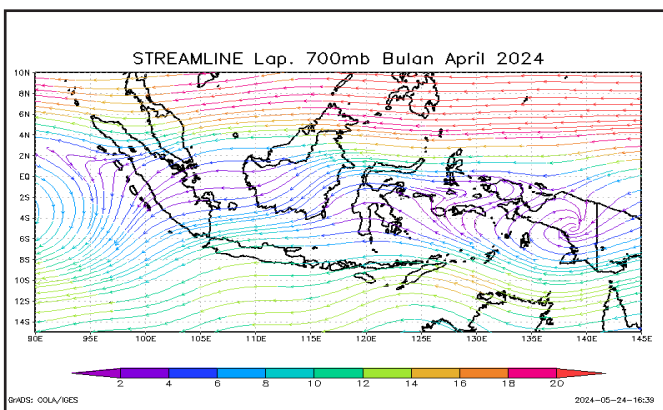 STREAMLINE Lap. 700mb Bulan April 2024
10N
8N
6N
4N
2N
EQ
2S
4S
6S
8S
10S
12S
14S
90E 95E 100E 105E 110E 115E 120E 125E 130E 135E 140E 145E
2 4 6 8 10 12 14 16 18 20
GrADS: COLA/IGES 2024-05-24-16:39